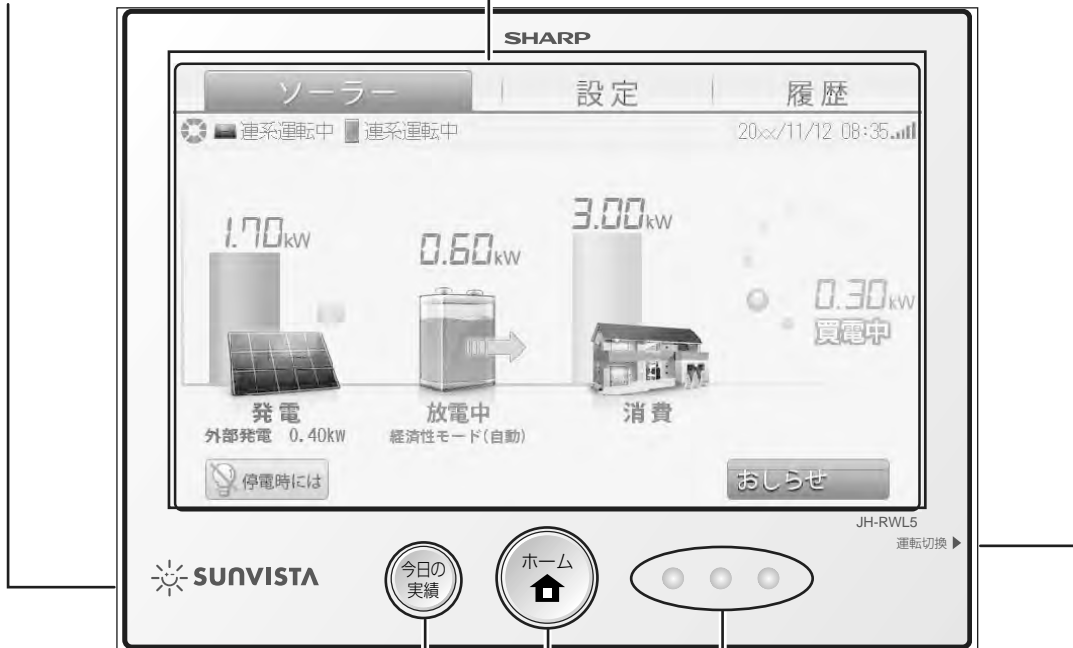 SHARP
ソーラー 設定 履歴
連系運転中 連系運転中 20xx/11/12 08:35
1.70kW
0.60kW
3.00kW
0.30kW
買電中
発電 放電中 消費
外部発電 0.40kW 経済性モード(自動)
停電時には おしらせ
JH-RWL5
運転切換▶
SUNVISTA
今日の
実績
ホーム